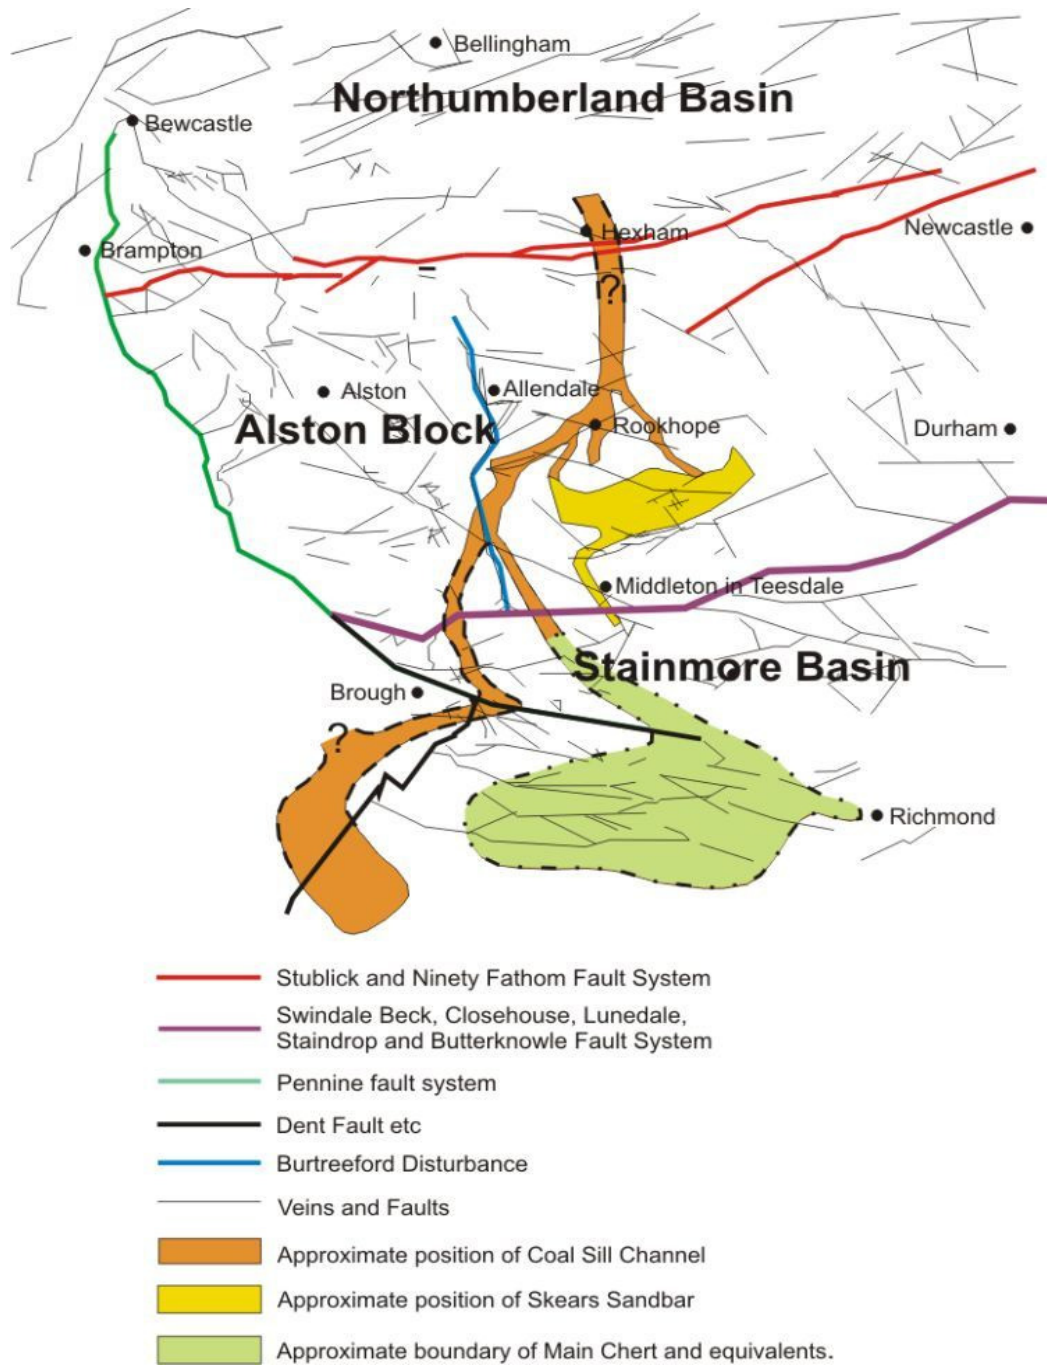 Bellingham
Northumberland Basin
Bewcastle
Hexham
Newcastle
Brampton
?
Alston
Allendale
Alston Block
Rookhope
Durham
Middleton in Teesdale
Stainmore Basin
Brough
?
Richmond
Stublick and Ninety Fathom Fault System
Swindale Beck, Closehouse, Lunedale,
Staindrop and Butterknowle Fault System
Pennine fault system
Dent Fault etc
Burtreeford Disturbance
Veins and Faults
Approximate position of Coal Sill Channel
Approximate position of Skears Sandbar
Approximate boundary of Main Chert and equivalents.